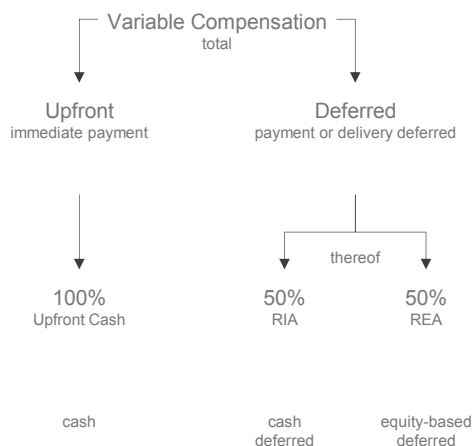 Variable Compensation
total
Upfront
immediate payment
Deferred
payment or delivery deferred
thereof
100%
Upfront Cash
50%
RIA
50%
REA
cash
cash
deferred
equity-based
deferred